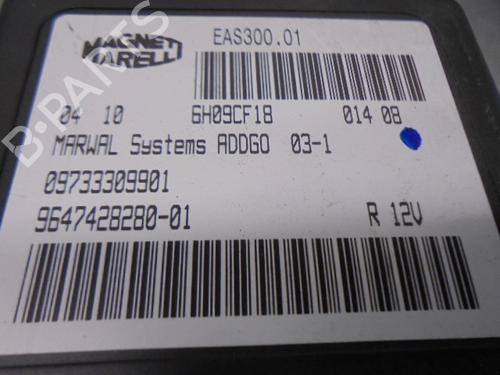 MAGNETI MARELLI
EAS300.01
04 10 6H09CF18 014 08
MARWAL Systems ADDGO 03-1
09733309901
9647428280-01 R 12V
B-PARTS